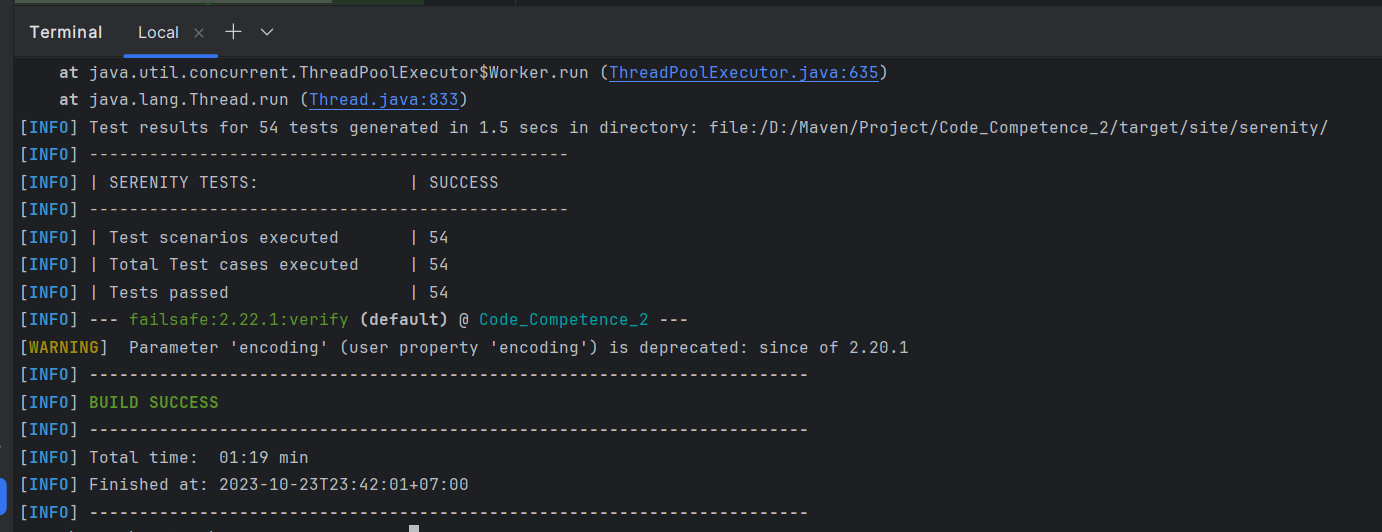 Terminal Local
at java.util.concurrent.ThreadPoolExecutor$Worker.run (ThreadPoolExecutor.java:635)
at java.lang.Thread.run (Thread.java:833)
[INFO] Test results for 54 tests generated in 1.5 secs in directory: file:/D:/Maven/Project/Code_Competence_2/target/site/serenity/
[INFO] ------------------------------------------------
[INFO] | SERENITY TESTS: | SUCCESS
[INFO] ------------------------------------------------
[INFO] | Test scenarios executed | 54
[INFO] | Total Test cases executed | 54
[INFO] | Tests passed | 54
[INFO] --- failsafe:2.22.1:verify (default) @ Code_Competence_2 ---
[WARNING]  Parameter 'encoding' (user property 'encoding') is deprecated: since of 2.20.1
[INFO] ------------------------------------------------------------------------
[INFO] BUILD SUCCESS
[INFO] ------------------------------------------------------------------------
[INFO] Total time:  01:19 min
[INFO] Finished at: 2023-10-23T23:42:01+07:00
[INFO] ------------------------------------------------------------------------